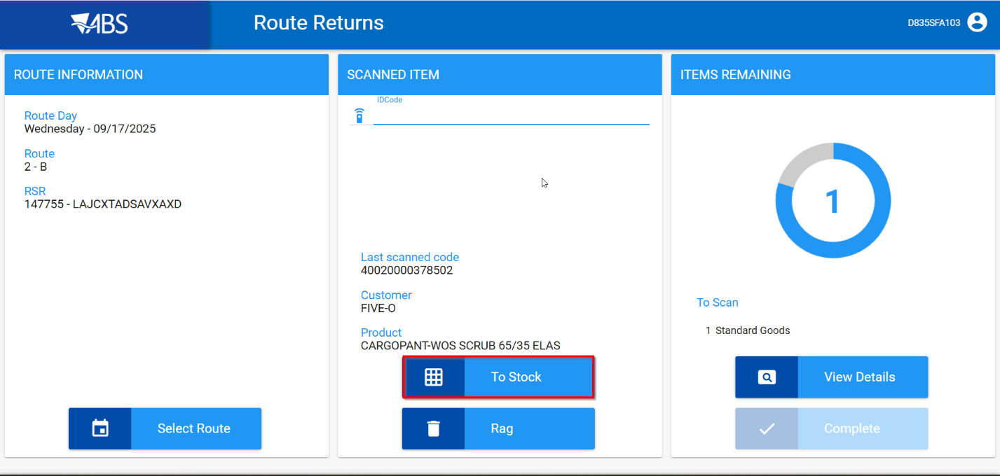 ABS
Route Returns
D835SFA103
ROUTE INFORMATION
Route Day
Wednesday - 09/17/2025
Route
2 - B
RSR
147755 - LAJCXTADSAVXAXD
Select Route
SCANNED ITEM
IDCode
Last scanned code
40020000378502
Customer
FIVE-O
Product
CARGOPANT-WOS SCRUB 65/35 ELAS
To Stock
Rag
ITEMS REMAINING
1
To Scan
1 Standard Goods
View Details
Complete